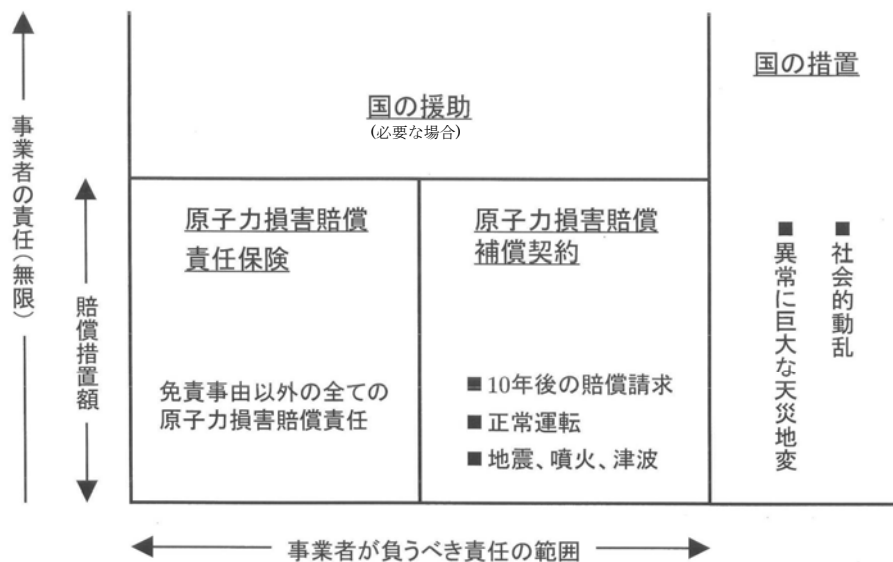 事業者の責任（無限）
賠償措置額
国の援助
(必要な場合)
国の措置
原子力損害賠償
責任保険
免責事由以外の全ての
原子力損害賠償責任
原子力損害賠償
補償契約
■ 10年後の賠償請求
■ 正常運転
■ 地震、噴火、津波
■ 社会的動乱
■ 異常に巨大な天災地変
事業者が負うべき責任の範囲